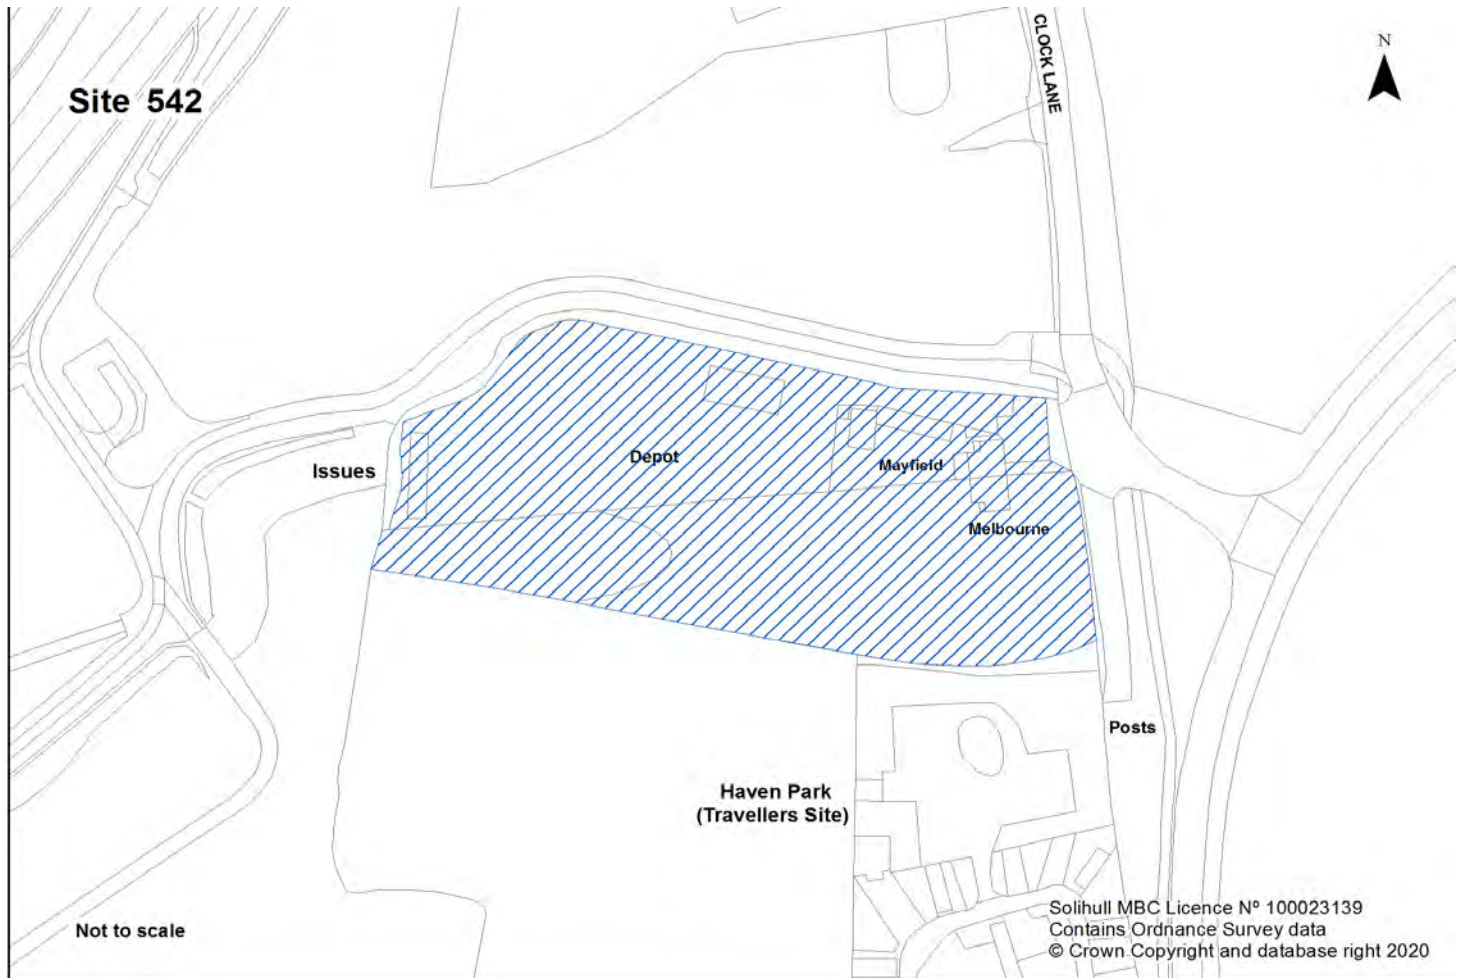 Site 542
CLOCK LANE
N
Issues
Depot
Mayfield
Melbourne
Posts
Haven Park
(Travellers Site)
Not to scale
Solihull MBC Licence Nº 100023139
Contains Ordnance Survey data
© Crown Copyright and database right 2020